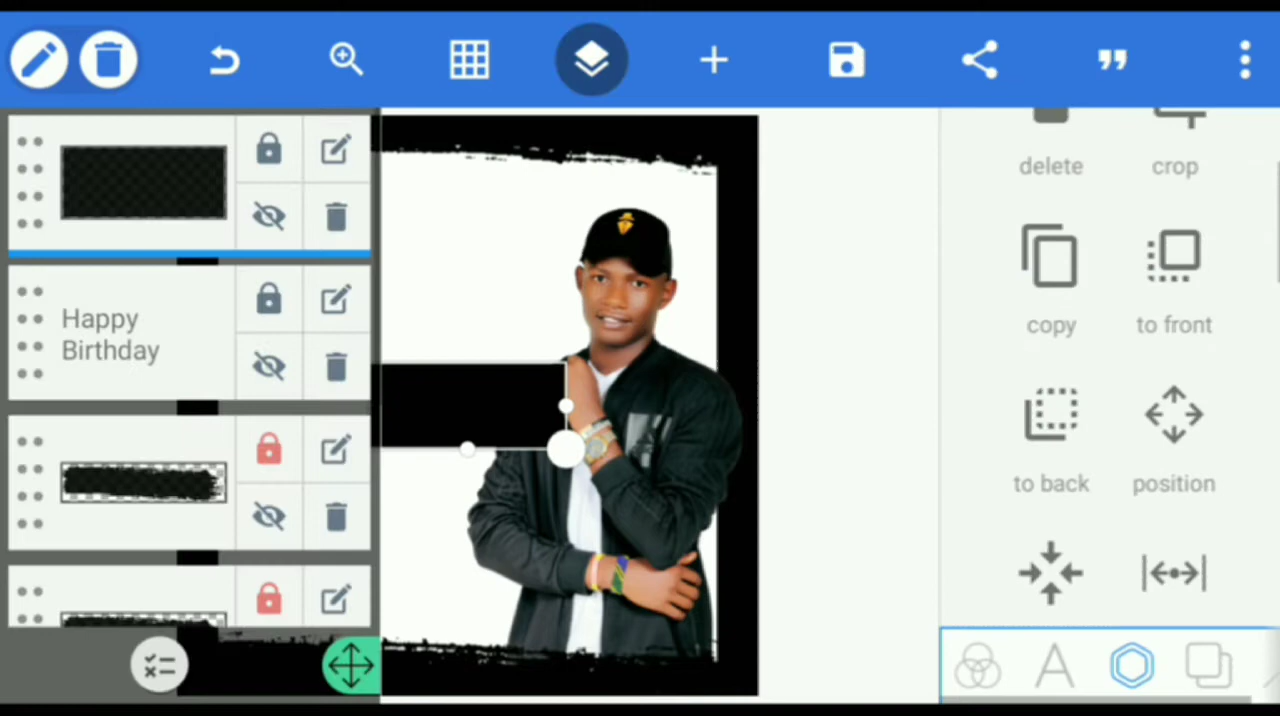 delete crop
Happy
Birthday
copy to front
to back position
A